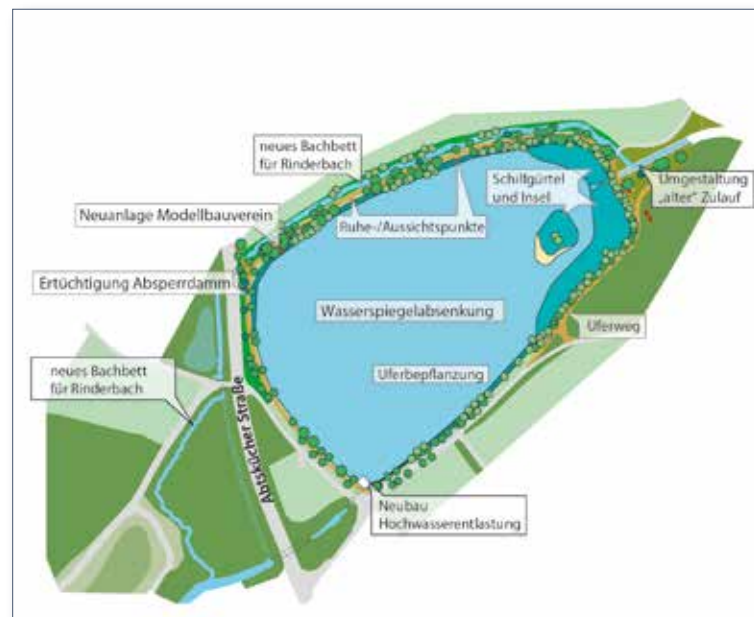 neues Bachbett
für Rinderbach
Schilfgürtel
und Insel
Umgestaltung
„alter“ Zulauf
Neuanlage Modellbauverein
Ruhe-/Aussichtspunkte
Ertüchtigung Absperrdamm
Wasserspiegelabsenkung
Uferweg
neues Bachbett
für Rinderbach
Uferbepflanzung
Abtskücher Straße
Neubau
Hochwasserentlastung